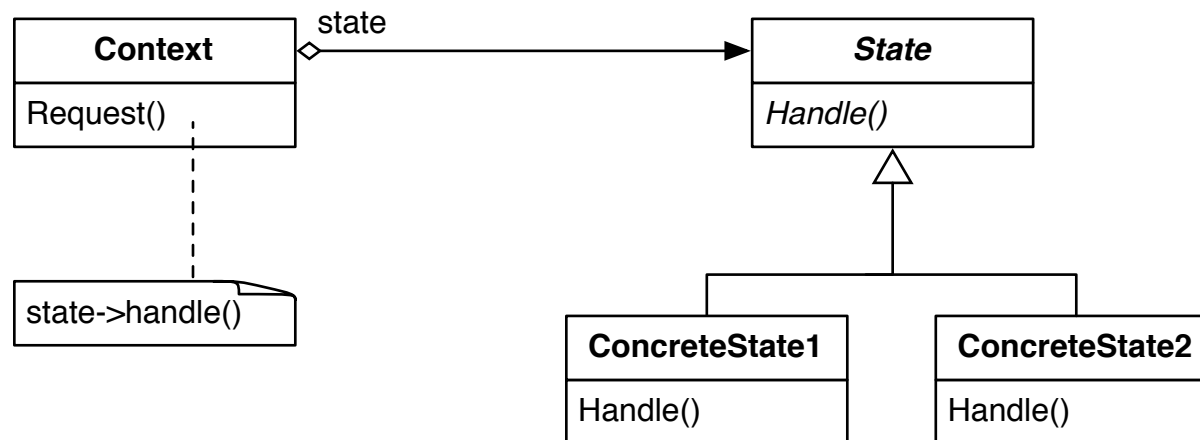 state
Context
State
Request()
Handle()
state->handle()
ConcreteState1
ConcreteState2
Handle()
Handle()